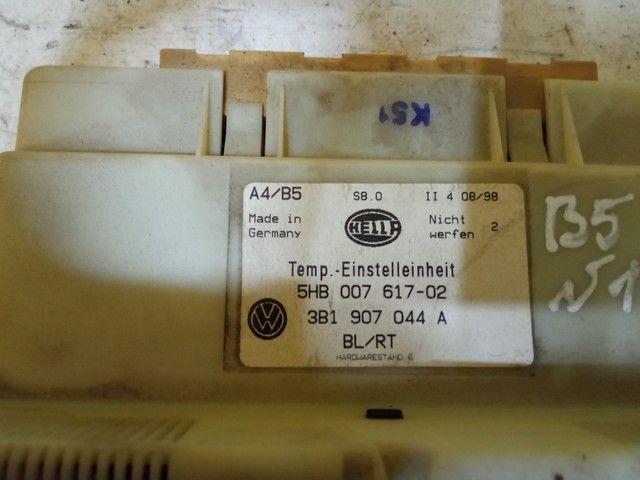 K51
A4/B5 S8.0 II 4 08/98
Made in Germany HELLA Nicht werfen 2
Temp.-Einstelleinheit
5HB 007 617-02
3B1 907 044 A
BL/RT
HARDWARESTAND 6
B5
N1